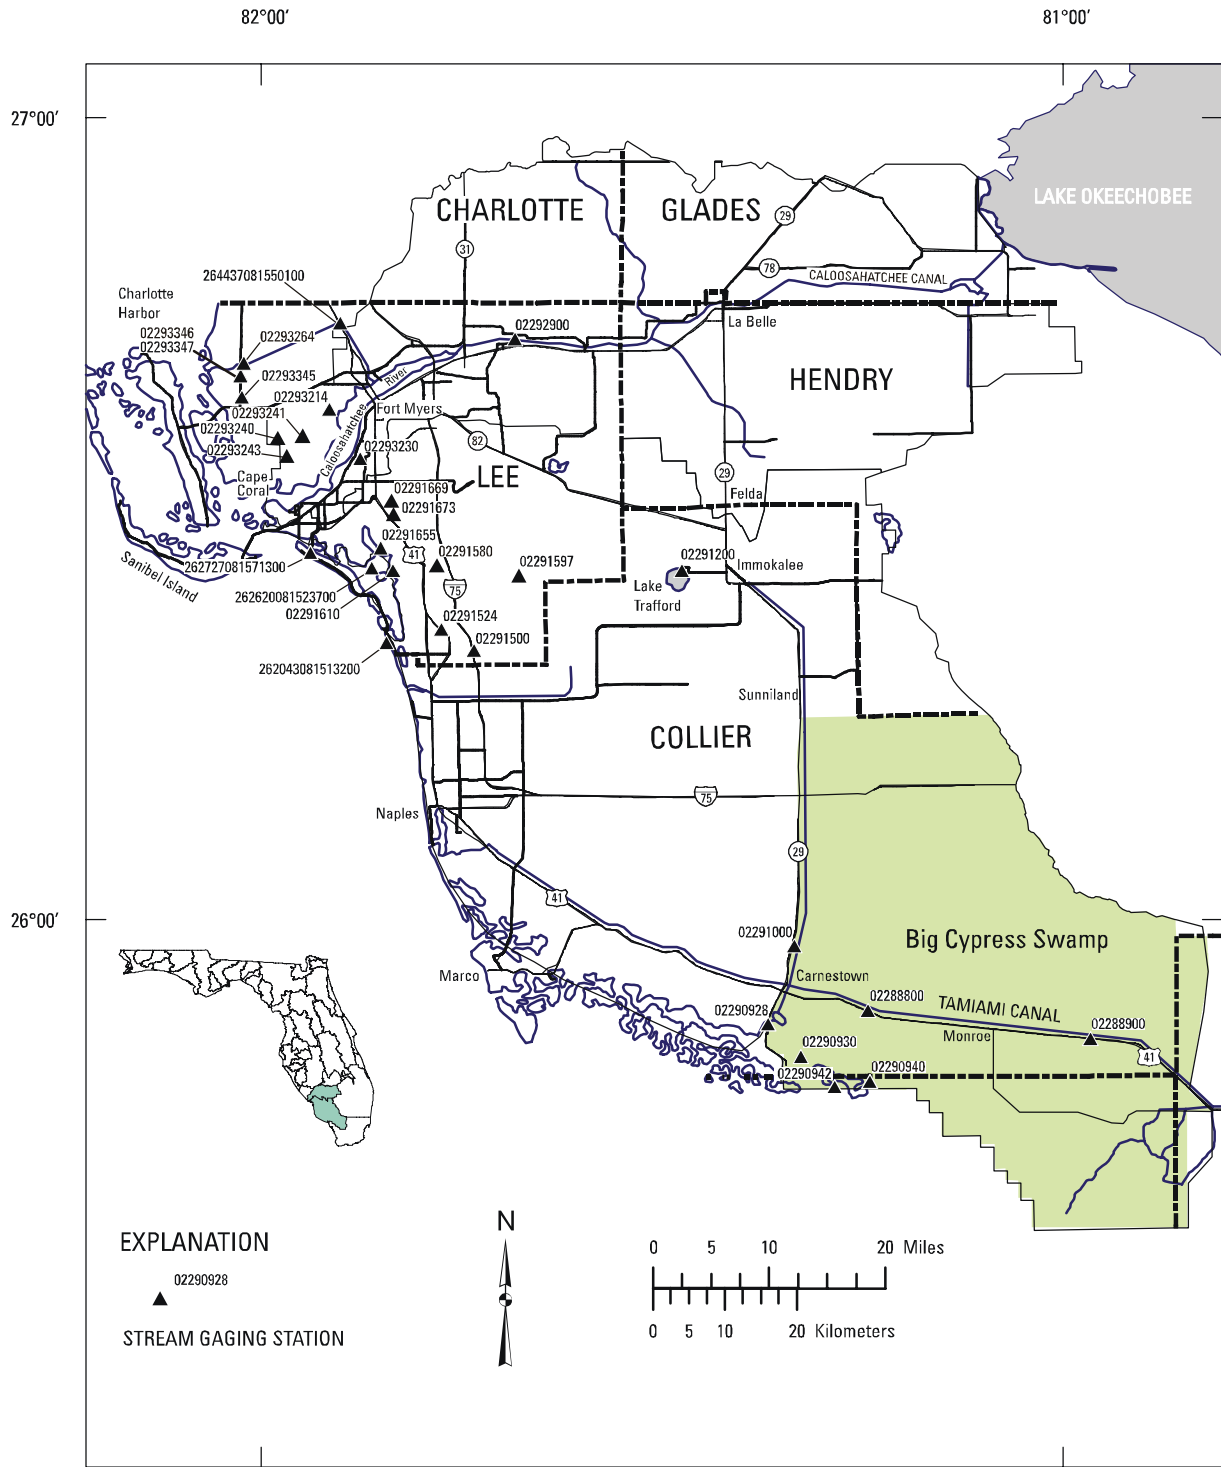 82°00'
81°00'
27°00'
LAKE OKEECHOBEE
CHARLOTTE
GLADES
29
31
78
CALOOSAHATCHEE CANAL
264437081550100
Charlotte
Harbor
La Belle
02292900
02293346
02293347
02293264
02293345
02293214
River
HENDRY
02293241
Fort Myers
02293240
82
02293243
Caloosahatchee
02293230
Cape
Coral
LEE
29
02291669
Felda
02291673
02291655
41
02291580
02291597
02291200
Immokalee
262727081571300
Sanibel Island
75
Lake
Trafford
262620081523700
02291610
02291524
02291500
262043081513200
Sunniland
COLLIER
75
Naples
29
41
26°00'
02291000
Big Cypress Swamp
Marco
Carnestown
02288800
02290928
TAMIAMI CANAL
02288900
Monroe
02290930
41
02290942
02290940
EXPLANATION
02290928
STREAM GAGING STATION
N
0 5 10 20 Miles
0 5 10 20 Kilometers